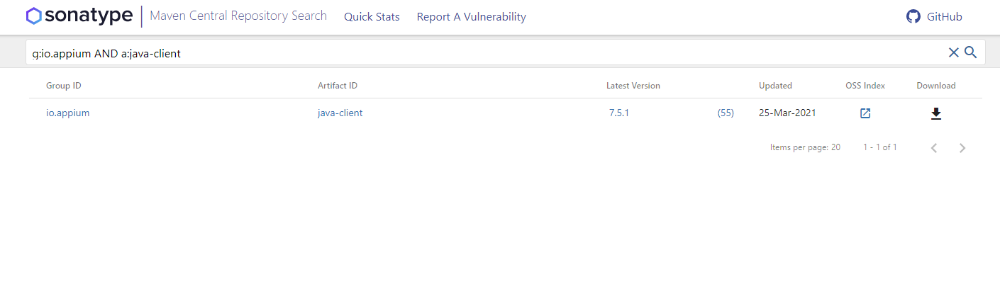 sonatype Maven Central Repository Search Quick Stats Report A Vulnerability GitHub
g:io.appium AND a:java-client
Group ID Artifact ID Latest Version Updated OSS Index Download
io.appium java-client 7.5.1 (55) 25-Mar-2021
Items per page: 20 1 - 1 of 1